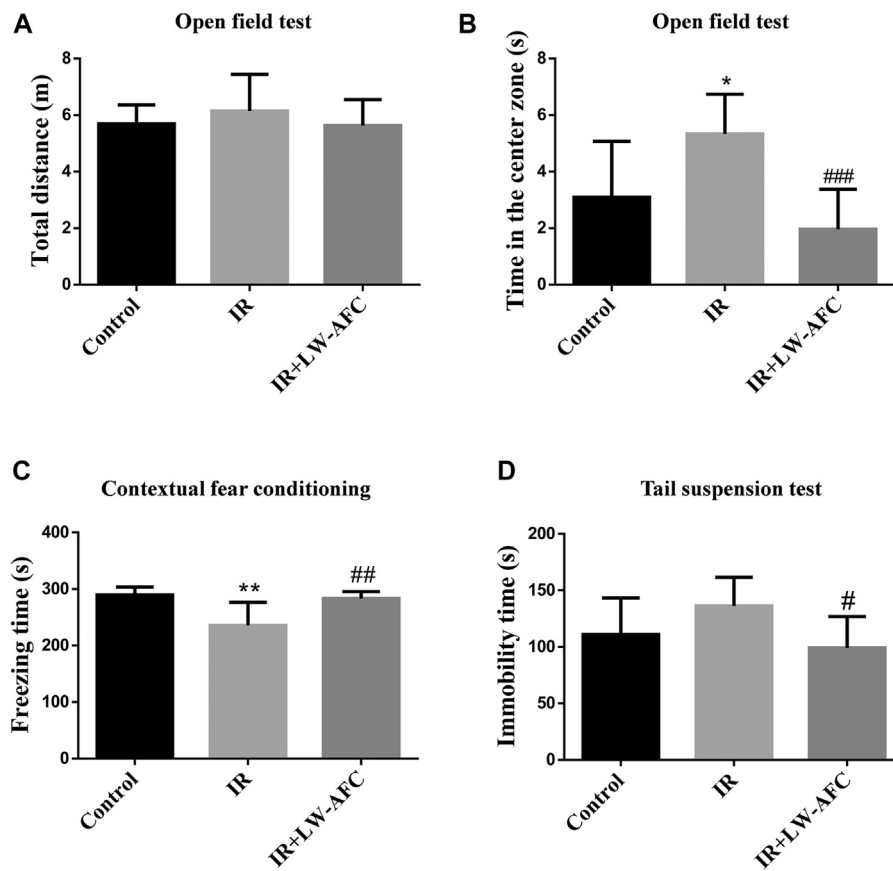 A
Open field test
Total distance (m)
8
6
4
2
0
Control
IR
IR+LW-AFC
B
Open field test
Time in the center zone (s)
8
6
4
2
0
*
###
Control
IR
IR+LW-AFC
C
Contextual fear conditioning
Freezing time (s)
400
300
200
100
0
**
##
Control
IR
IR+LW-AFC
D
Tail suspension test
Immobility time (s)
200
150
100
50
0
#
Control
IR
IR+LW-AFC